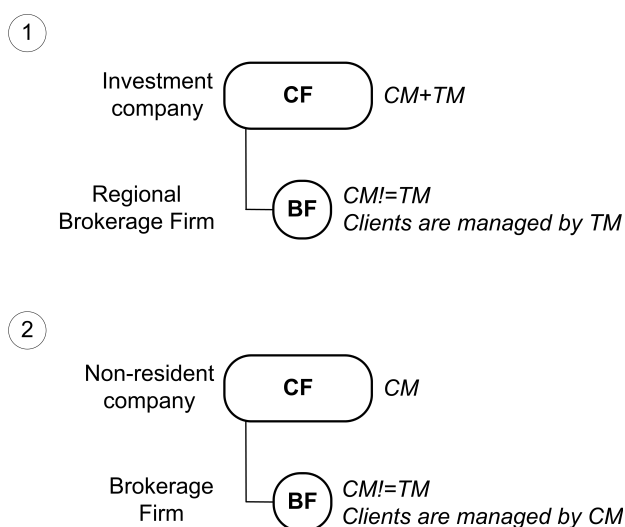 1
Investment
company
CF
CM+TM
Regional
Brokerage Firm
BF
CM!=TM
Clients are managed by TM
2
Non-resident
company
CF
CM
Brokerage
Firm
BF
CM!=TM
Clients are managed by CM